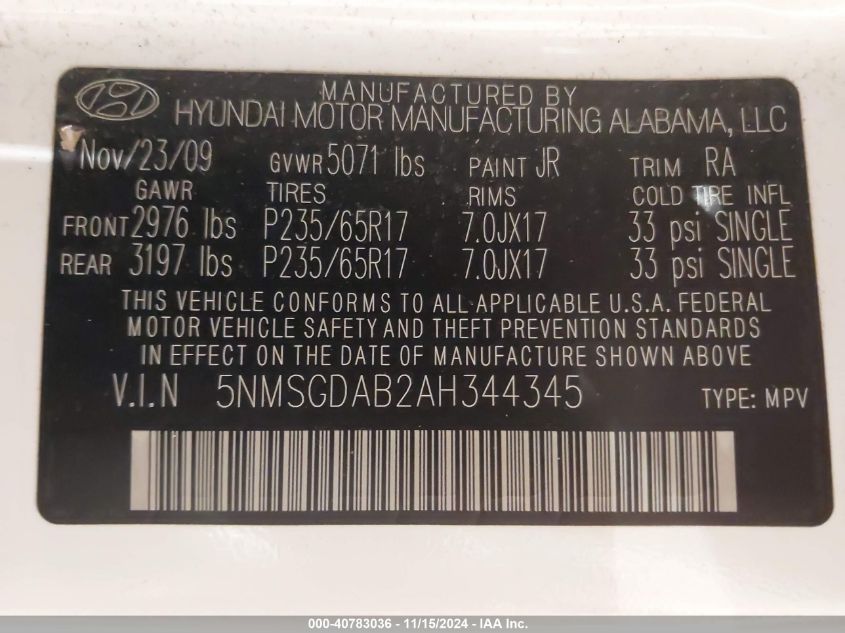 MANUFACTURED BY
HYUNDAI MOTOR MANUFACTURING ALABAMA, LLC
Nov/23/09 GVWR 5071 lbs PAINT JR TRIM RA
GAWR TIRES RIMS COLD TIRE INFL
FRONT 2976 lbs P235/65R17 7.0JX17 33 psi SINGLE
REAR 3197 lbs P235/65R17 7.0JX17 33 psi SINGLE
THIS VEHICLE CONFORMS TO ALL APPLICABLE U.S.A. FEDERAL
MOTOR VEHICLE SAFETY AND THEFT PREVENTION STANDARDS
IN EFFECT ON THE DATE OF MANUFACTURE SHOWN ABOVE
V.I.N 5NMSGDAB2AH344345 TYPE: MPV
000-40783036 - 11/15/2024 - IAA Inc.